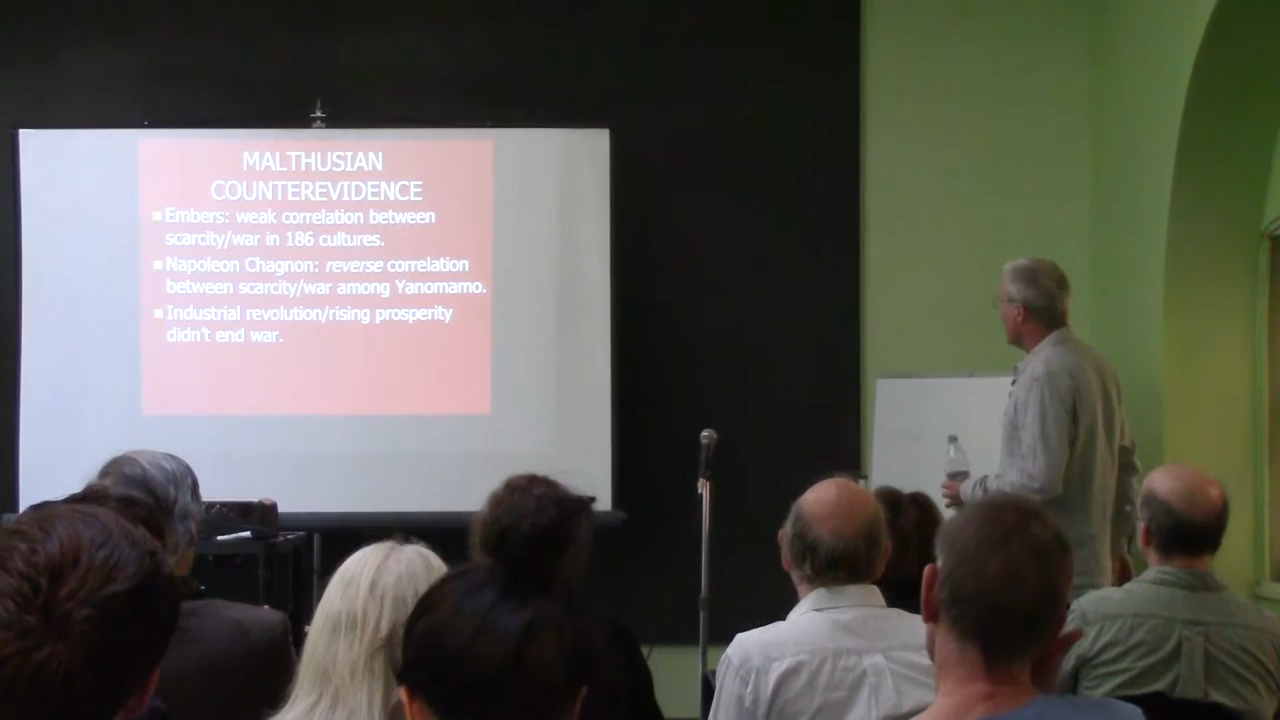 MALTHUSIAN
COUNTEREVIDENCE
Embers: weak correlation between
scarcity/war in 186 cultures.
Napoleon Chagnon: reverse correlation
between scarcity/war among Yanomamo.
Industrial revolution/rising prosperity
didn't end war.